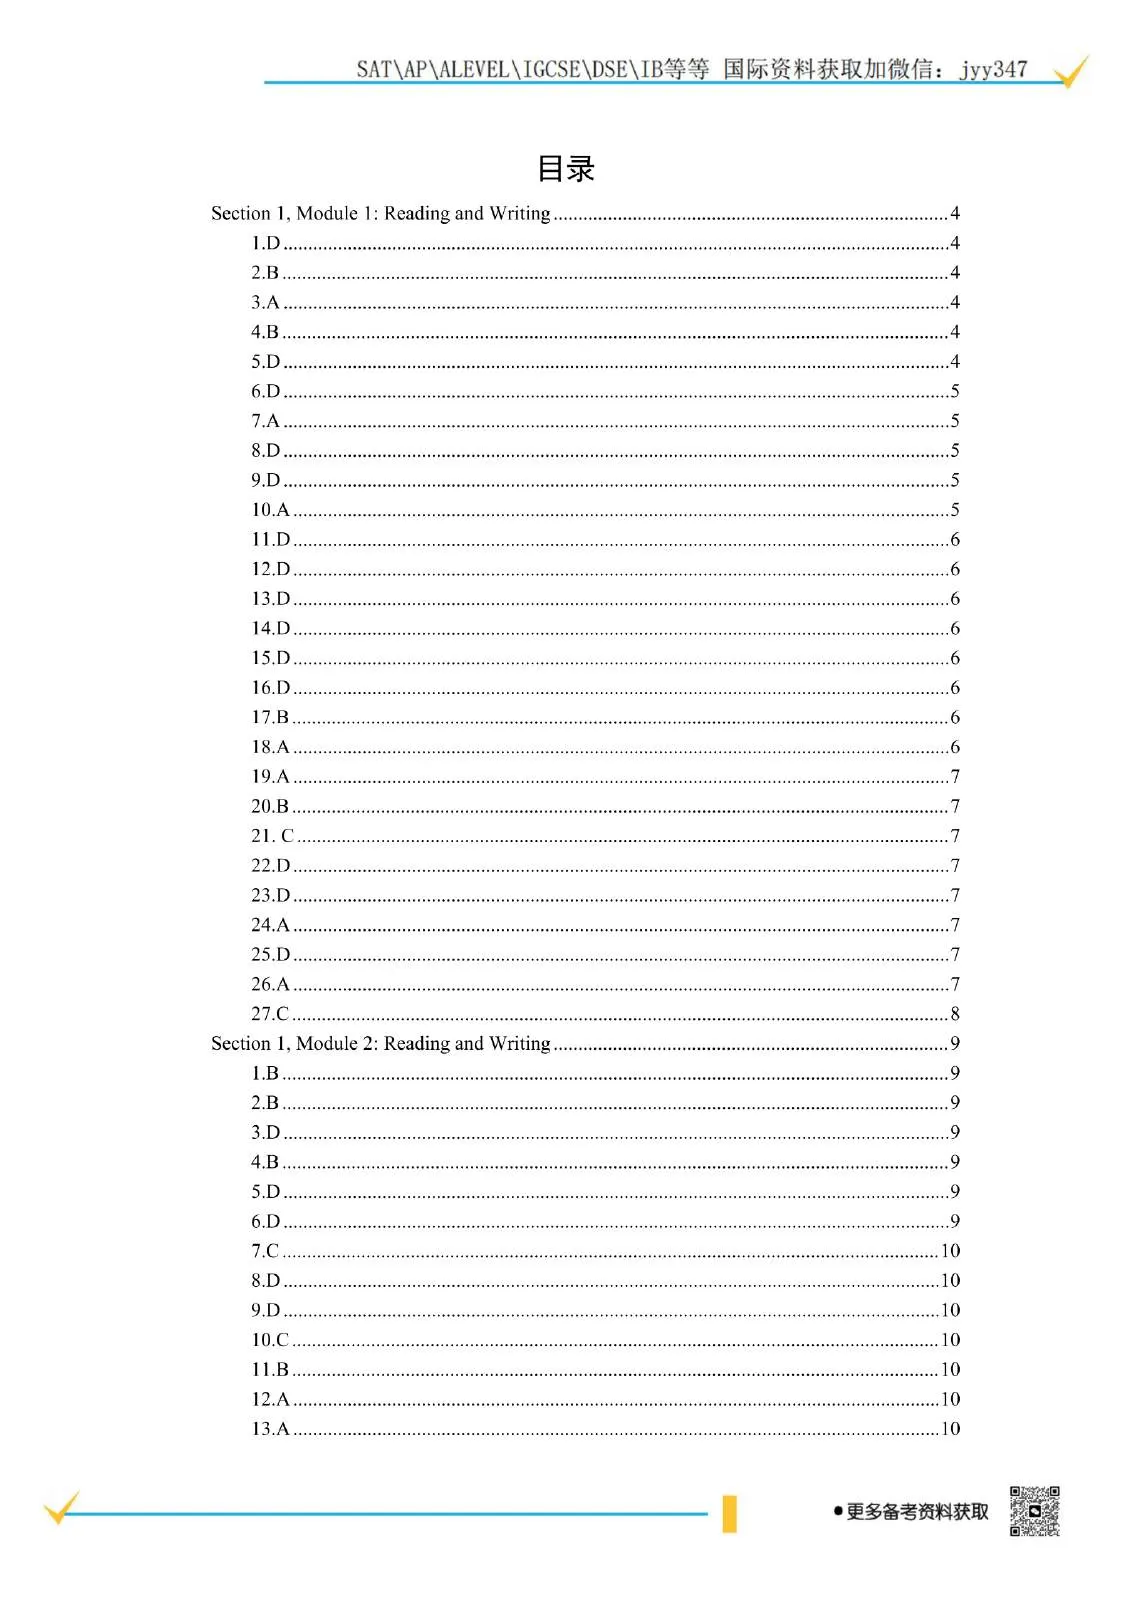 SAT\AP\ALEVEL\IGCSE\DSE\IB等等 国际资料获取加微信：jyy347
目录
Section 1, Module 1: Reading and Writing 4
1.D 4
2.B 4
3.A 4
4.B 4
5.D 4
6.D 5
7.A 5
8.D 5
9.D 5
10.A 5
11.D 6
12.D 6
13.D 6
14.D 6
15.D 6
16.D 6
17.B 6
18.A 6
19.A 7
20.B 7
21. C 7
22.D 7
23.D 7
24.A 7
25.D 7
26.A 7
27.C 8
Section 1, Module 2: Reading and Writing 9
1.B 9
2.B 9
3.D 9
4.B 9
5.D 9
6.D 9
7.C 10
8.D 10
9.D 10
10.C 10
11.B 10
12.A 10
13.A 10
●更多备考资料获取